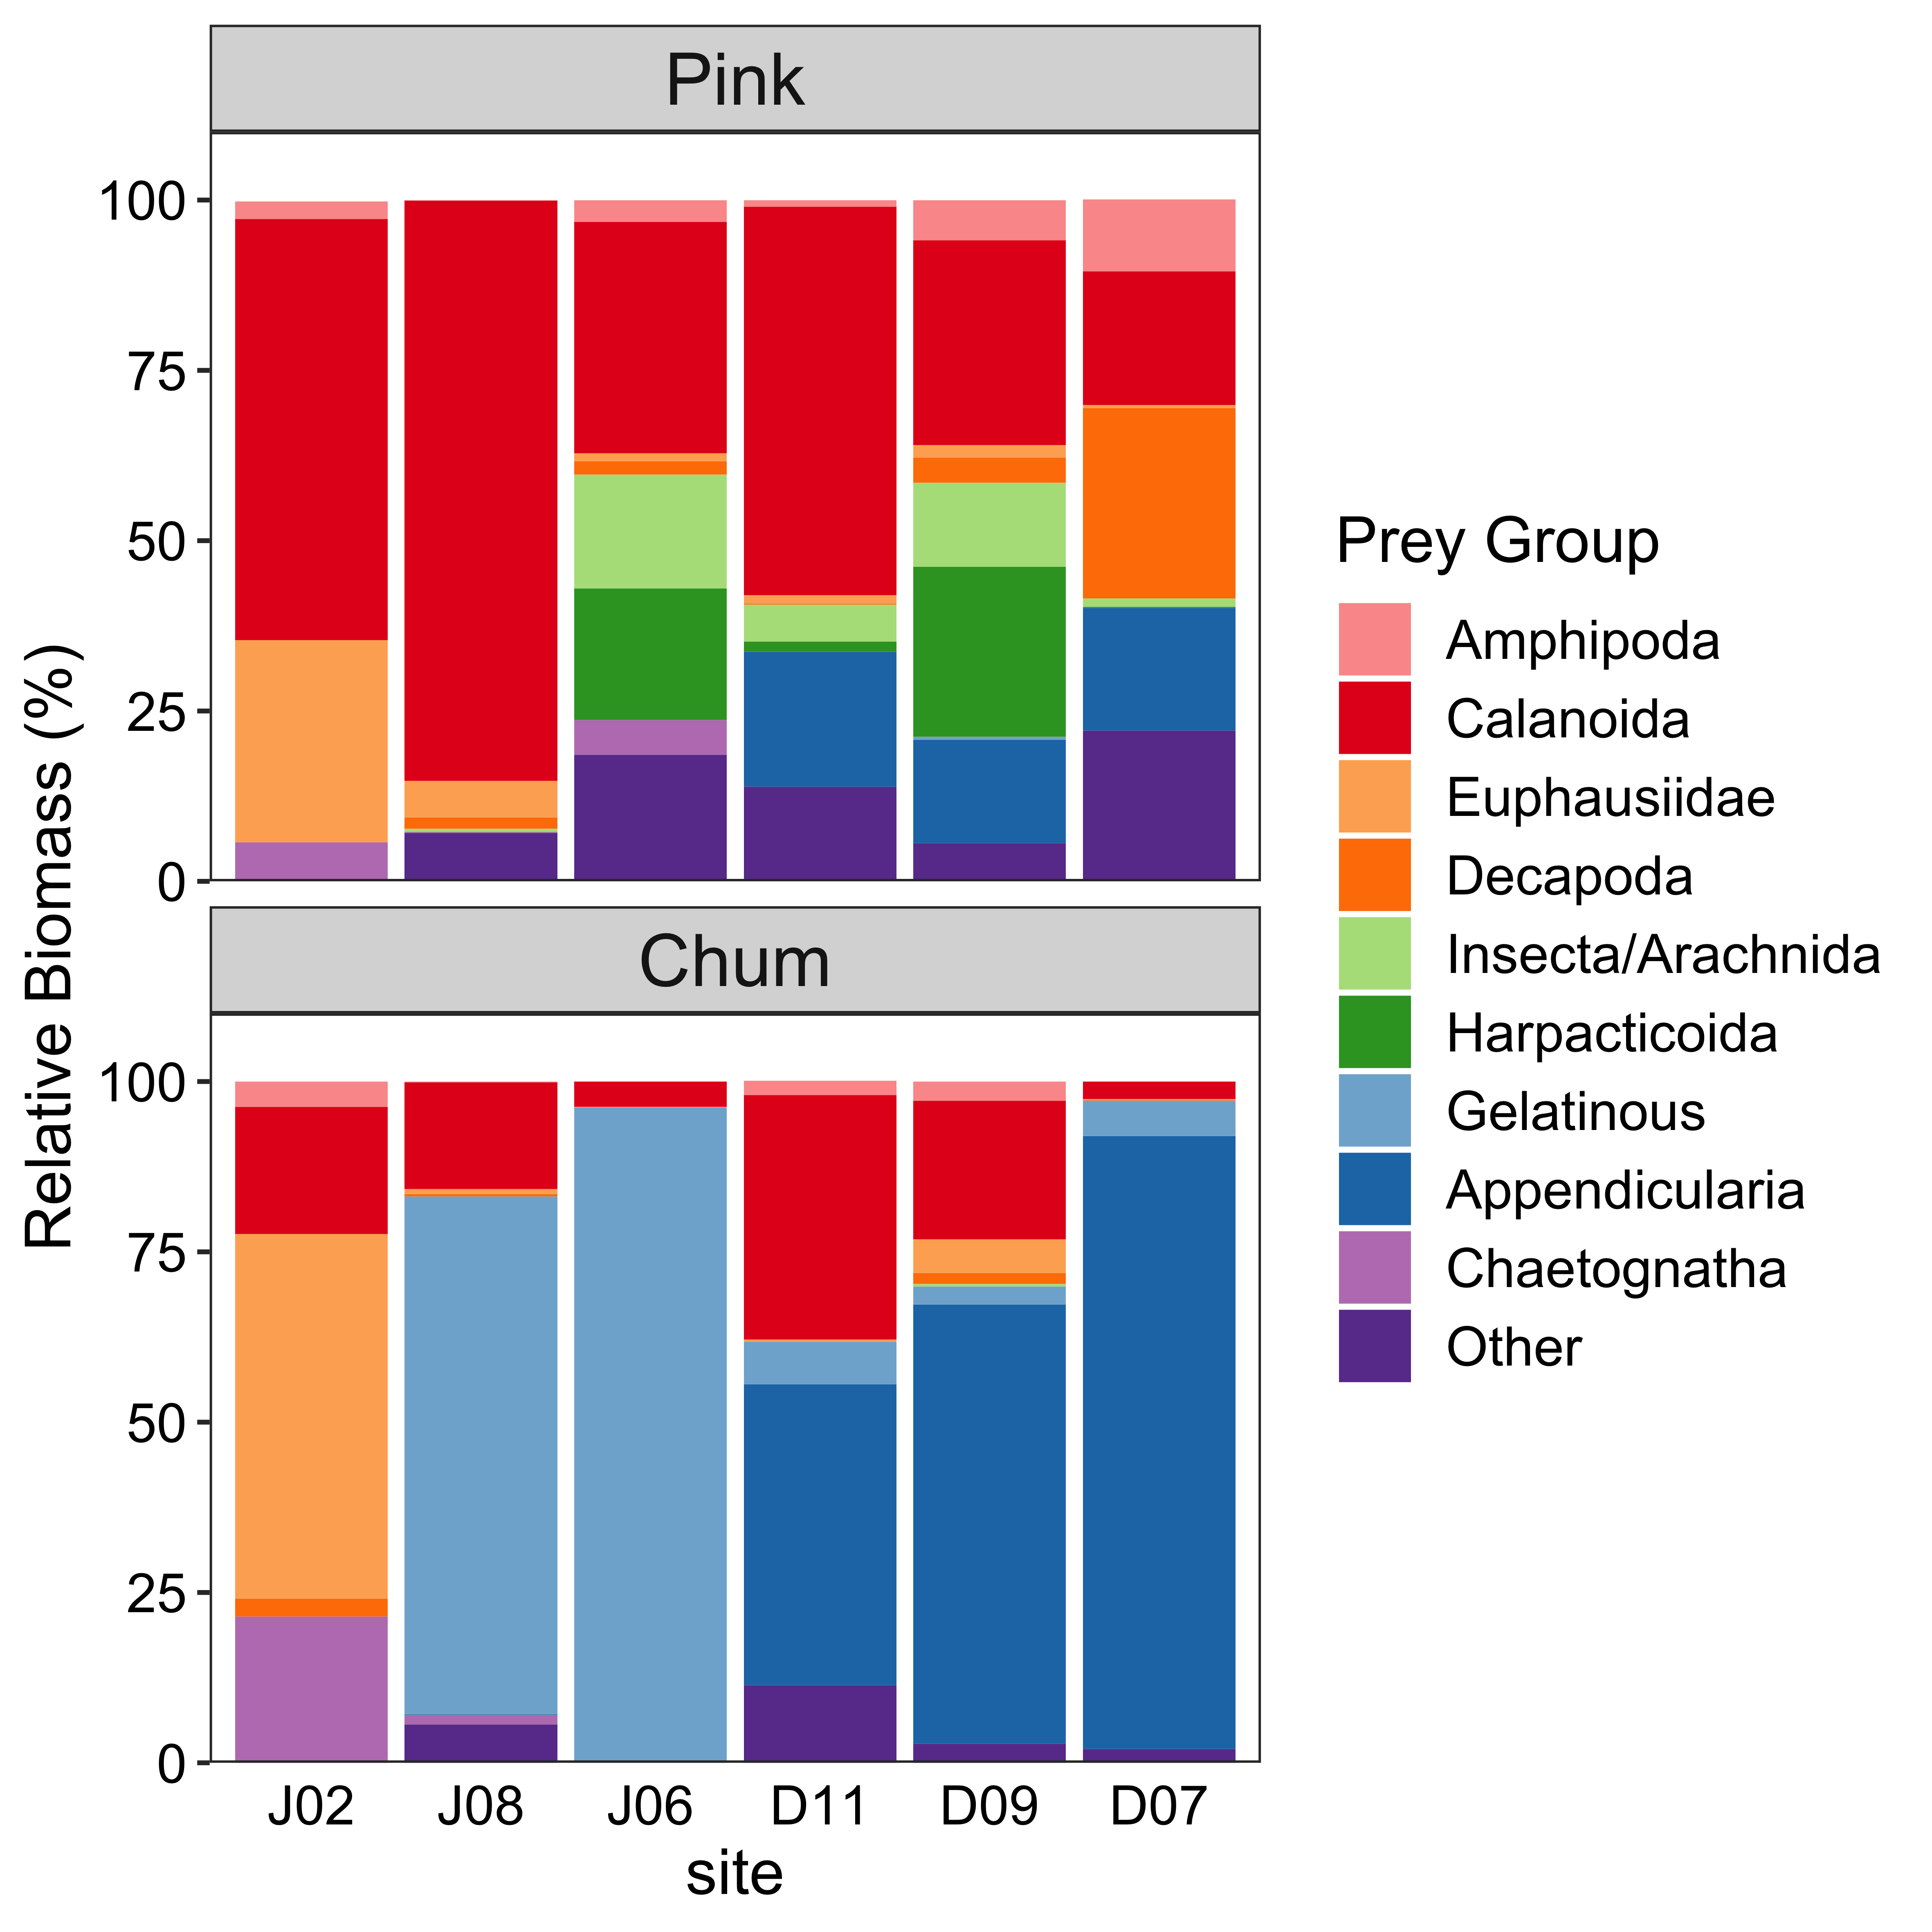 Pink
100
75
50
25
0
Chum
100
75
50
25
0
Relative Biomass (%)
J02 J08 J06 D11 D09 D07
site
Prey Group
Amphipoda
Calanoida
Euphausiidae
Decapoda
Insecta/Arachnida
Harpacticoida
Gelatinous
Appendicularia
Chaetognatha
Other